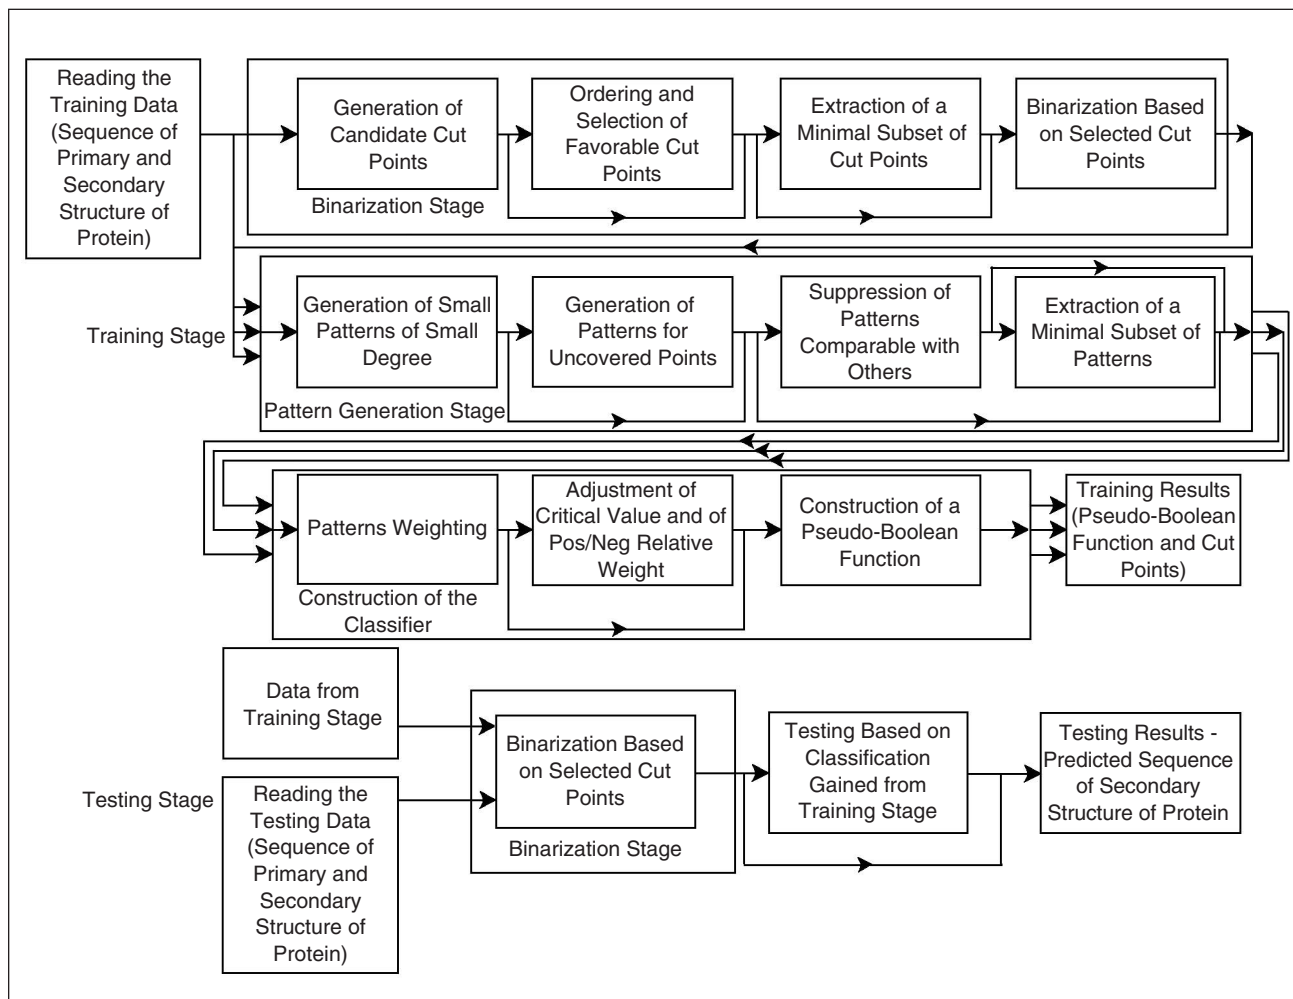 Reading the
Training Data
(Sequence of
Primary and
Secondary
Structure of
Protein)
Generation of
Candidate Cut
Points
Ordering and
Selection of
Favorable Cut
Points
Extraction of a
Minimal Subset of
Cut Points
Binarization Based
on Selected Cut
Points
Binarization Stage
Training Stage
Generation of Small
Patterns of Small
Degree
Generation of
Patterns for
Uncovered Points
Suppression of
Patterns
Comparable with
Others
Extraction of a
Minimal Subset of
Patterns
Pattern Generation Stage
Patterns Weighting
Adjustment of
Critical Value and of
Pos/Neg Relative
Weight
Construction of a
Pseudo-Boolean
Function
Training Results
(Pseudo-Boolean
Function and Cut
Points)
Construction of the
Classifier
Data from
Training Stage
Testing Stage
Reading the
Testing Data
(Sequence of
Primary and
Secondary
Structure of
Protein)
Binarization Based
on Selected Cut
Points
Binarization Stage
Testing Based on
Classification
Gained from
Training Stage
Testing Results -
Predicted Sequence
of Secondary
Structure of Protein